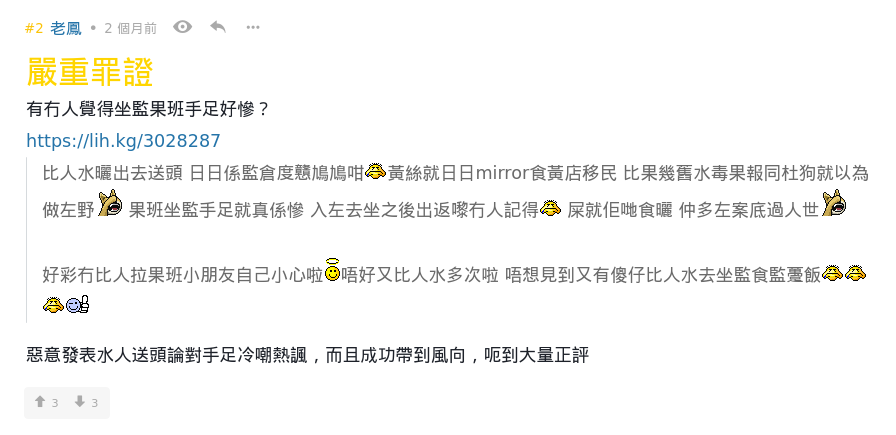 #2 老鳳 • 2 個月前
嚴重罪證
有冇人覺得坐監果班手足好慘？
https://lih.kg/3028287
比人水曬出去送頭 日日係監倉度戇鳩鳩咁 黃絲就日日mirror食黃店移民 比果幾舊水毒果報同杜狗就以為
做左野 果班坐監手足就真係慘 入左去坐之後出返嚟冇人記得 屎就佢哋食曬 仲多左案底過人世
好彩冇比人拉果班小朋友自己小心啦 唔好又比人水多次啦 唔想見到又有傻仔比人水去坐監食監躉飯
惡意發表水人送頭論對手足冷嘲熱諷，而且成功帶到風向，呃到大量正評
3 3